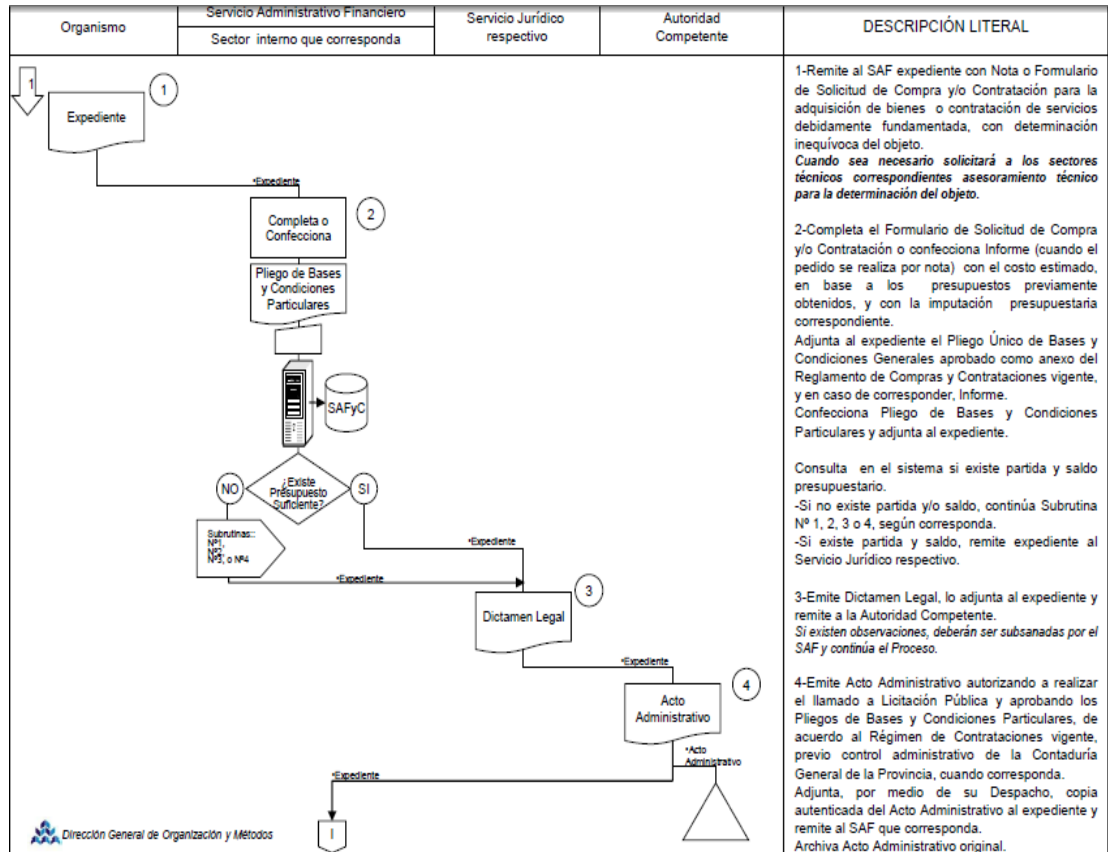 Organismo
Servicio Administrativo Financiero
Sector interno que corresponda
Servicio Jurídico
respectivo
Autoridad
Competente
DESCRIPCIÓN LITERAL
1
Expediente
1
*Expediente
Completa o
Confecciona
2
Pliego de Bases
y Condiciones
Particulares
SAFyC
¿Existe
Presupuesto
Suficiente?
NO
SI
Subrutinas::
Nº1,
Nº2,
Nº3, o Nº4
*Expediente
*Expediente
Dictamen Legal
3
*Expediente
Acto
Administrativo
4
*Acto
Administrativo
*Expediente
I
Dirección General de Organización y Métodos
1-Remite al SAF expediente con Nota o Formulario
de Solicitud de Compra y/o Contratación para la
adquisición de bienes o contratación de servicios
debidamente fundamentada, con determinación
inequívoca del objeto.
Cuando sea necesario solicitará a los sectores
técnicos correspondientes asesoramiento técnico
para la determinación del objeto.
2-Completa el Formulario de Solicitud de Compra
y/o Contratación o confecciona Informe (cuando el
pedido se realiza por nota) con el costo estimado,
en base a los presupuestos previamente
obtenidos, y con la imputación presupuestaria
correspondiente.
Adjunta al expediente el Pliego Único de Bases y
Condiciones Generales aprobado como anexo del
Reglamento de Compras y Contrataciones vigente,
y en caso de corresponder, Informe.
Confecciona Pliego de Bases y Condiciones
Particulares y adjunta al expediente.
Consulta en el sistema si existe partida y saldo
presupuestario.
-Si no existe partida y/o saldo, continúa Subrutina
Nº 1, 2, 3 o 4, según corresponda.
-Si existe partida y saldo, remite expediente al
Servicio Jurídico respectivo.
3-Emite Dictamen Legal, lo adjunta al expediente y
remite a la Autoridad Competente.
Si existen observaciones, deberán ser subsanadas por el
SAF y continúa el Proceso.
4-Emite Acto Administrativo autorizando a realizar
el llamado a Licitación Pública y aprobando los
Pliegos de Bases y Condiciones Particulares, de
acuerdo al Régimen de Contrataciones vigente,
previo control administrativo de la Contaduría
General de la Provincia, cuando corresponda.
Adjunta, por medio de su Despacho, copia
autenticada del Acto Administrativo al expediente y
remite al SAF que corresponda.
Archiva Acto Administrativo original.